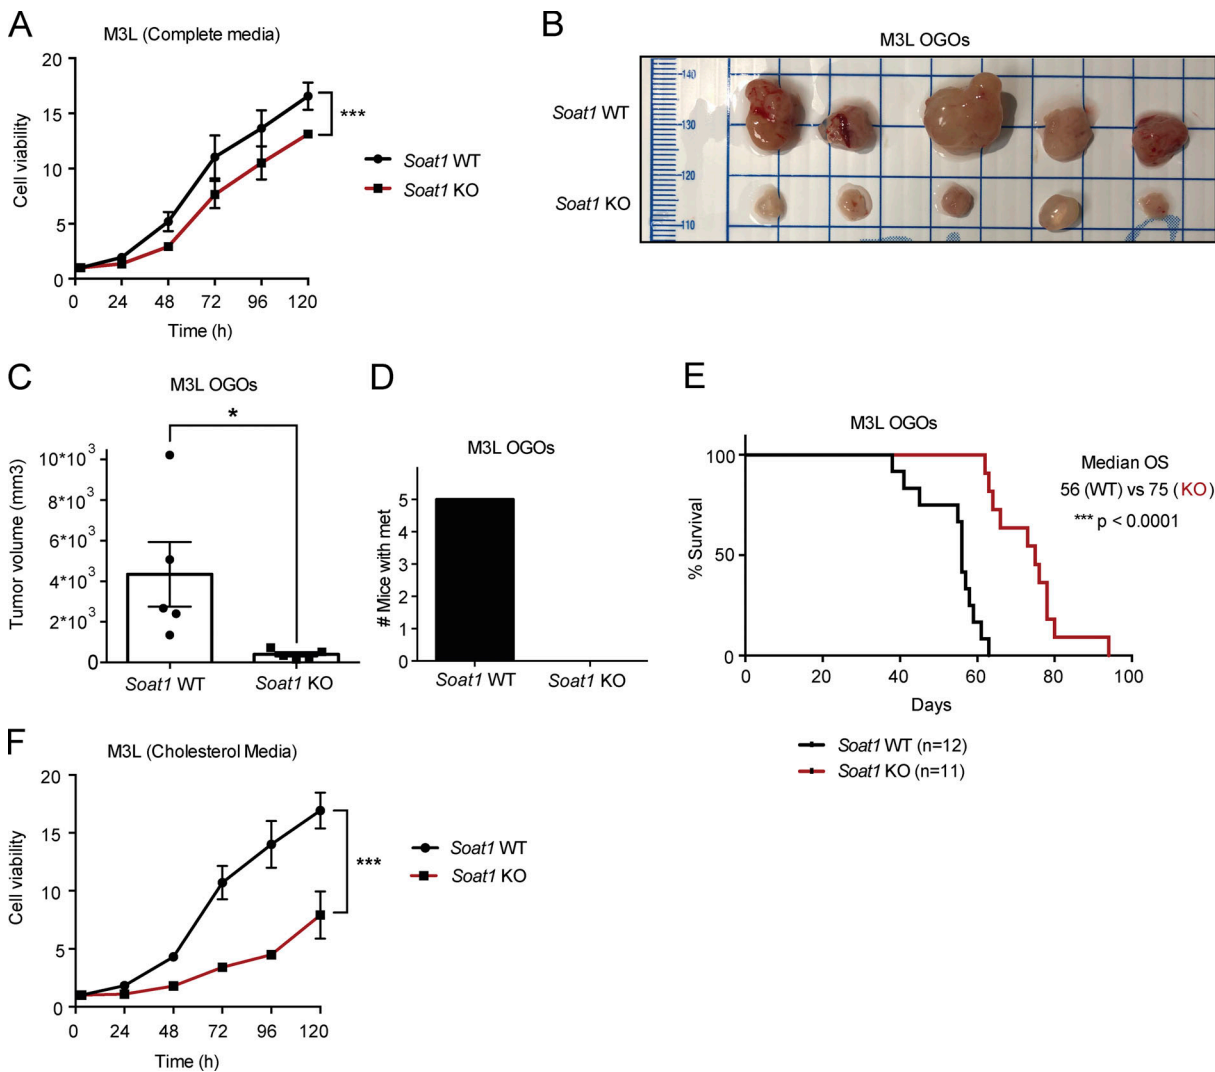 A
M3L (Complete media)
Cell viability
20
15
10
5
0
0 24 48 72 96 120
Time (h)
***
Soat1 WT
Soat1 KO
B
M3L OGOs
Soat1 WT
Soat1 KO
140
130
120
110
C
M3L OGOs
*
Tumor volume (mm3)
10*10³
8*10³
6*10³
4*10³
2*10³
0
Soat1 WT Soat1 KO
D
M3L OGOs
# Mice with met
5
4
3
2
1
0
Soat1 WT Soat1 KO
E
M3L OGOs
% Survival
100
50
0
0 20 40 60 80 100
Days
Median OS
56 (WT) vs 75 (KO)
*** p < 0.0001
Soat1 WT (n=12)
Soat1 KO (n=11)
F
M3L (Cholesterol Media)
Cell viability
20
15
10
5
0
0 24 48 72 96 120
Time (h)
***
Soat1 WT
Soat1 KO